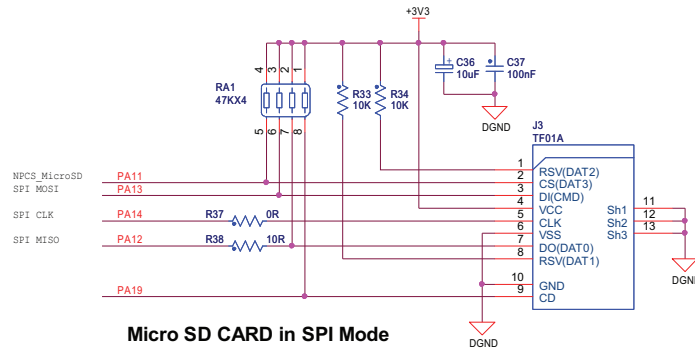 +3V3
4 3 2 1
RA1
47KX4
5 6 7 8
R33
10K
R34
10K
C36
10uF
C37
100nF
DGND
J3
TF01A
NPCS_MicroSD PA11
SPI MOSI PA13
SPI CLK PA14 R37 0R
SPI MISO PA12 R38 10R
PA19
1 RSV(DAT2)
2 CS(DAT3)
3 DI(CMD)
4 VCC
5 CLK
6 VSS
7 DO(DAT0)
8 RSV(DAT1)
10 GND
9 CD
Sh1 11
Sh2 12
Sh3 13
DGND
DGND
Micro SD CARD in SPI Mode